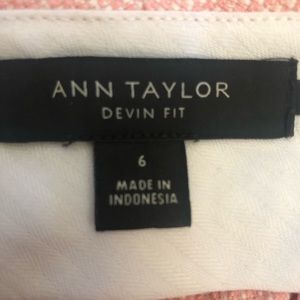 ANN TAYLOR
DEVIN FIT
6
MADE IN
INDONESIA